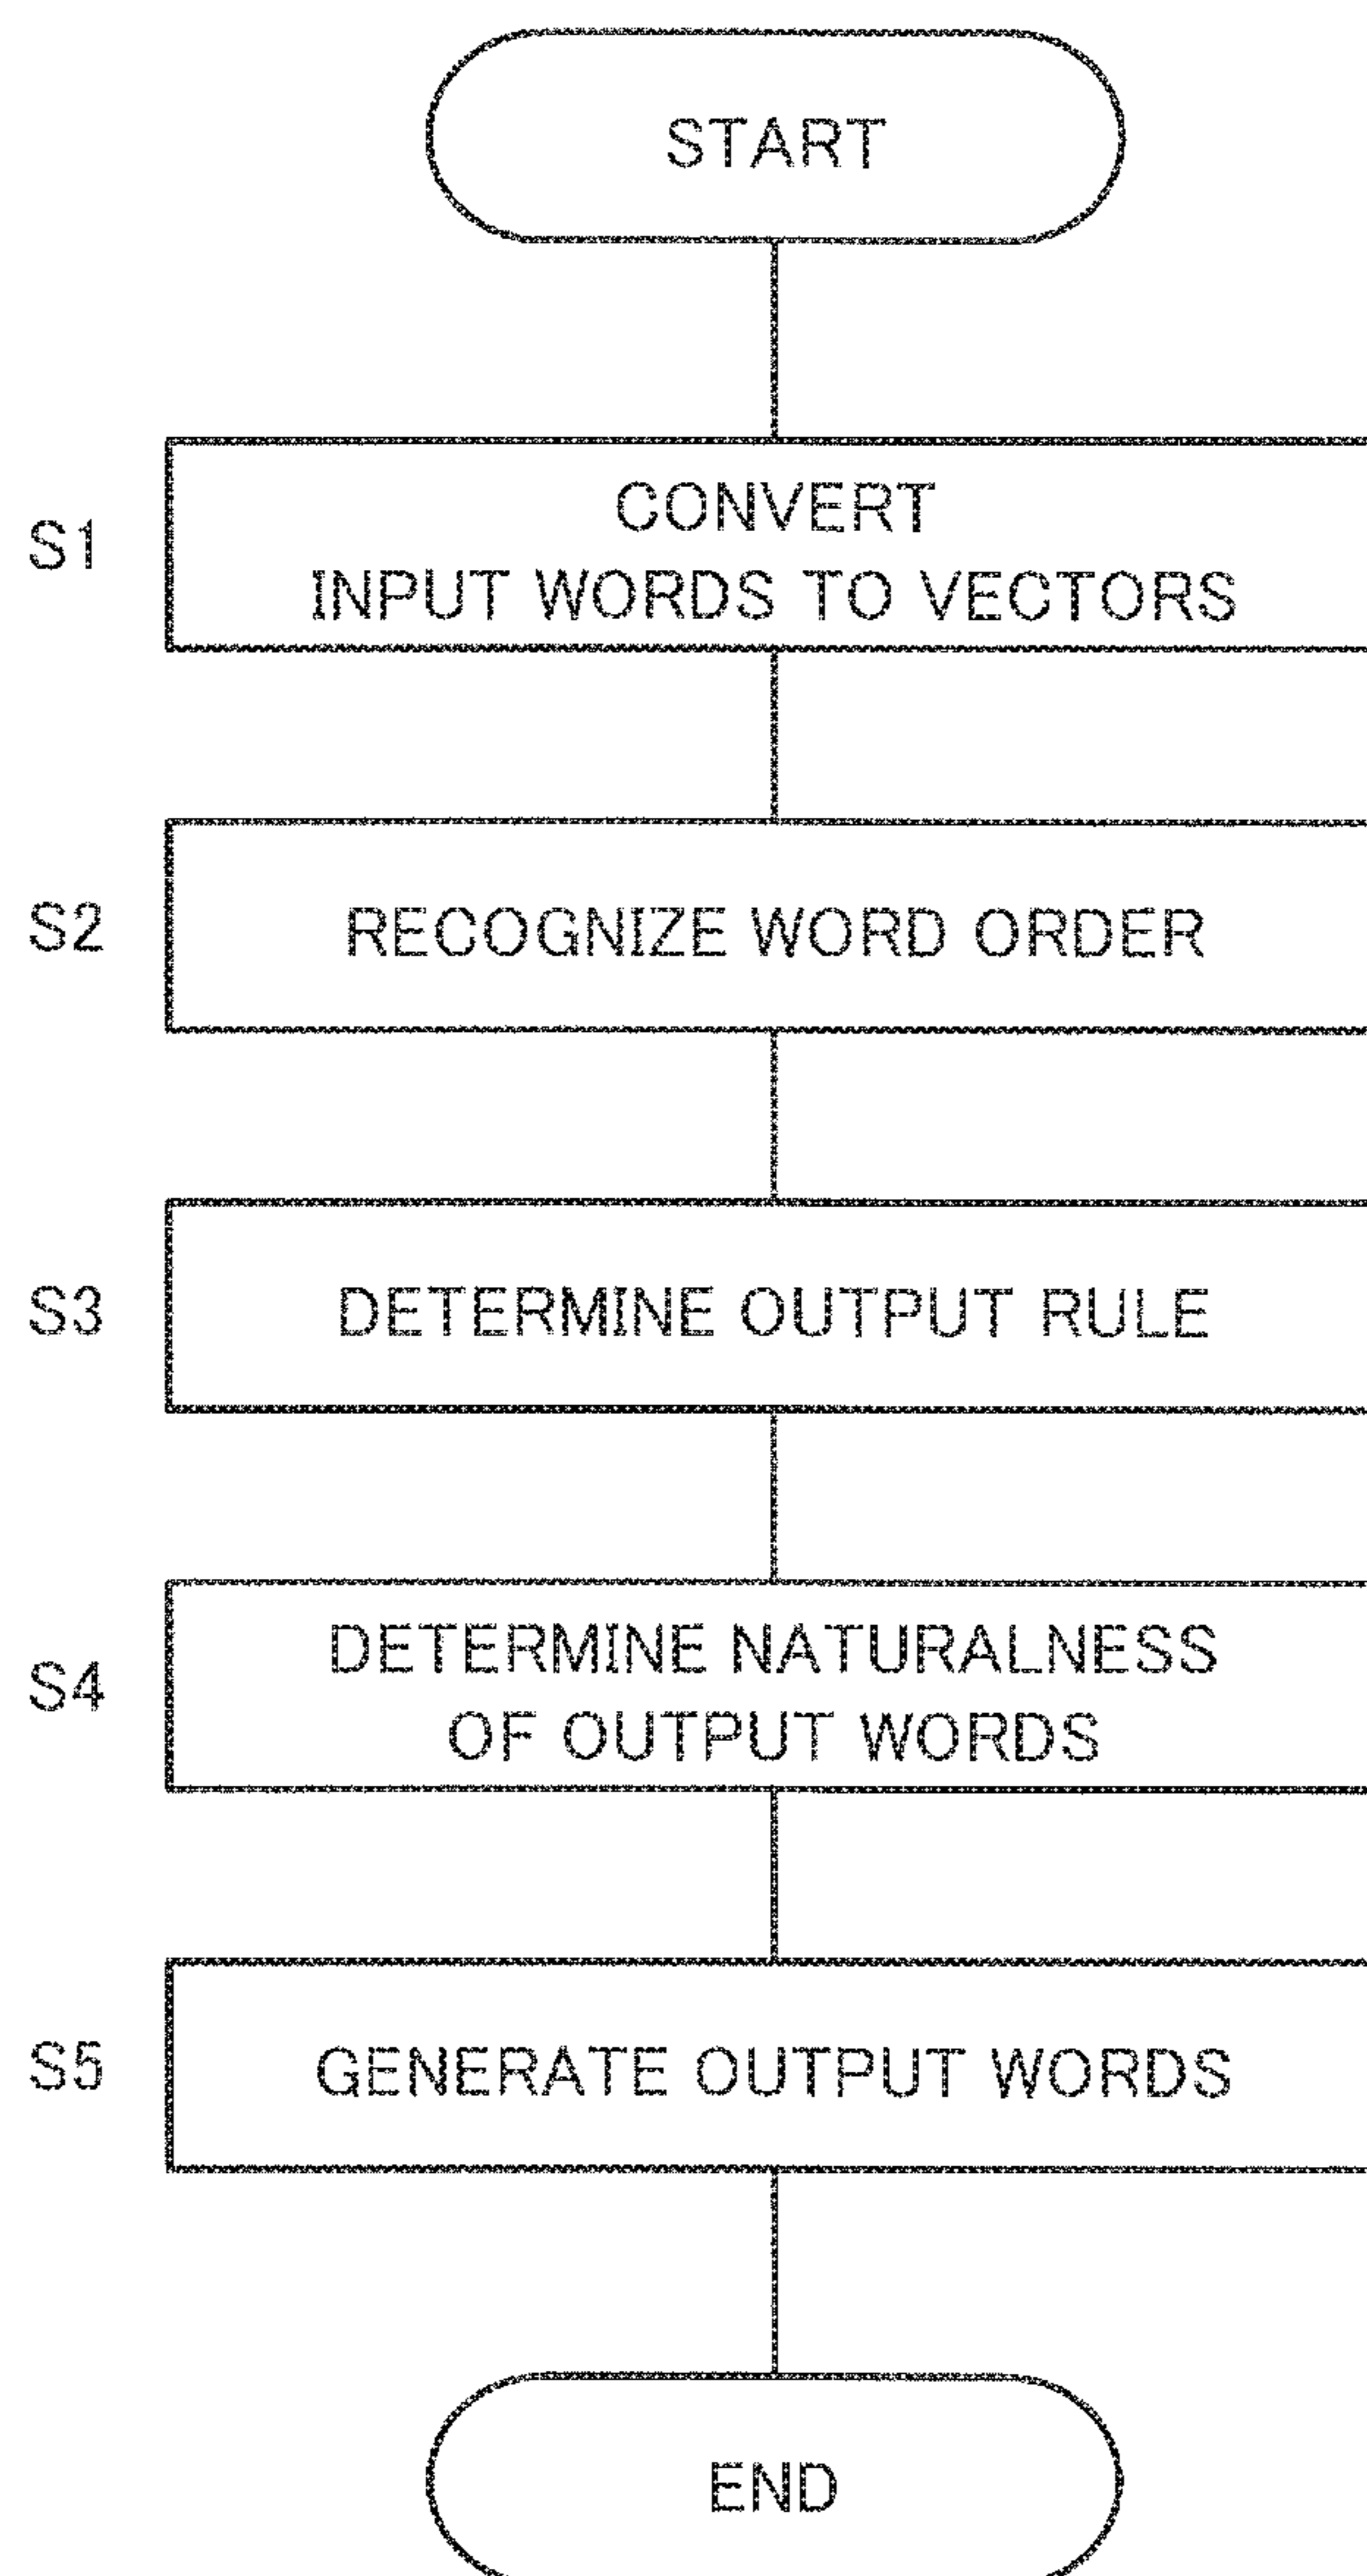 START
S1
CONVERT
INPUT WORDS TO VECTORS
S2
RECOGNIZE WORD ORDER
S3
DETERMINE OUTPUT RULE
S4
DETERMINE NATURALNESS
OF OUTPUT WORDS
S5
GENERATE OUTPUT WORDS
END